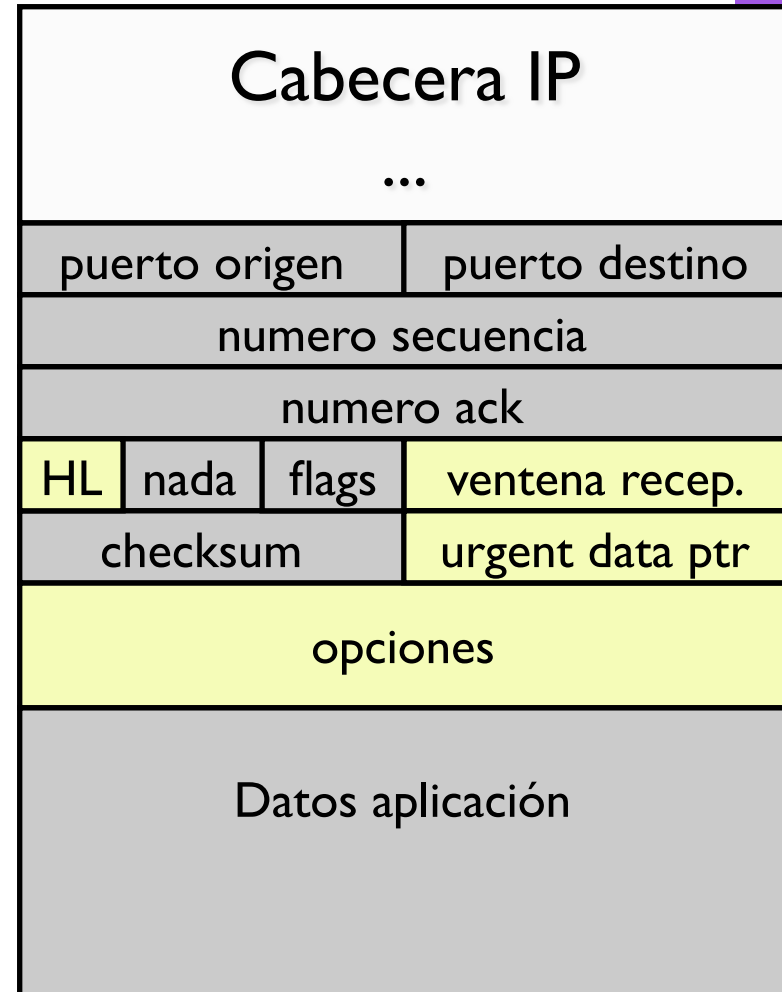 Cabecera IP
...
puerto origen puerto destino
numero secuencia
numero ack
HL nada flags ventena recep.
checksum urgent data ptr
opciones
Datos aplicación